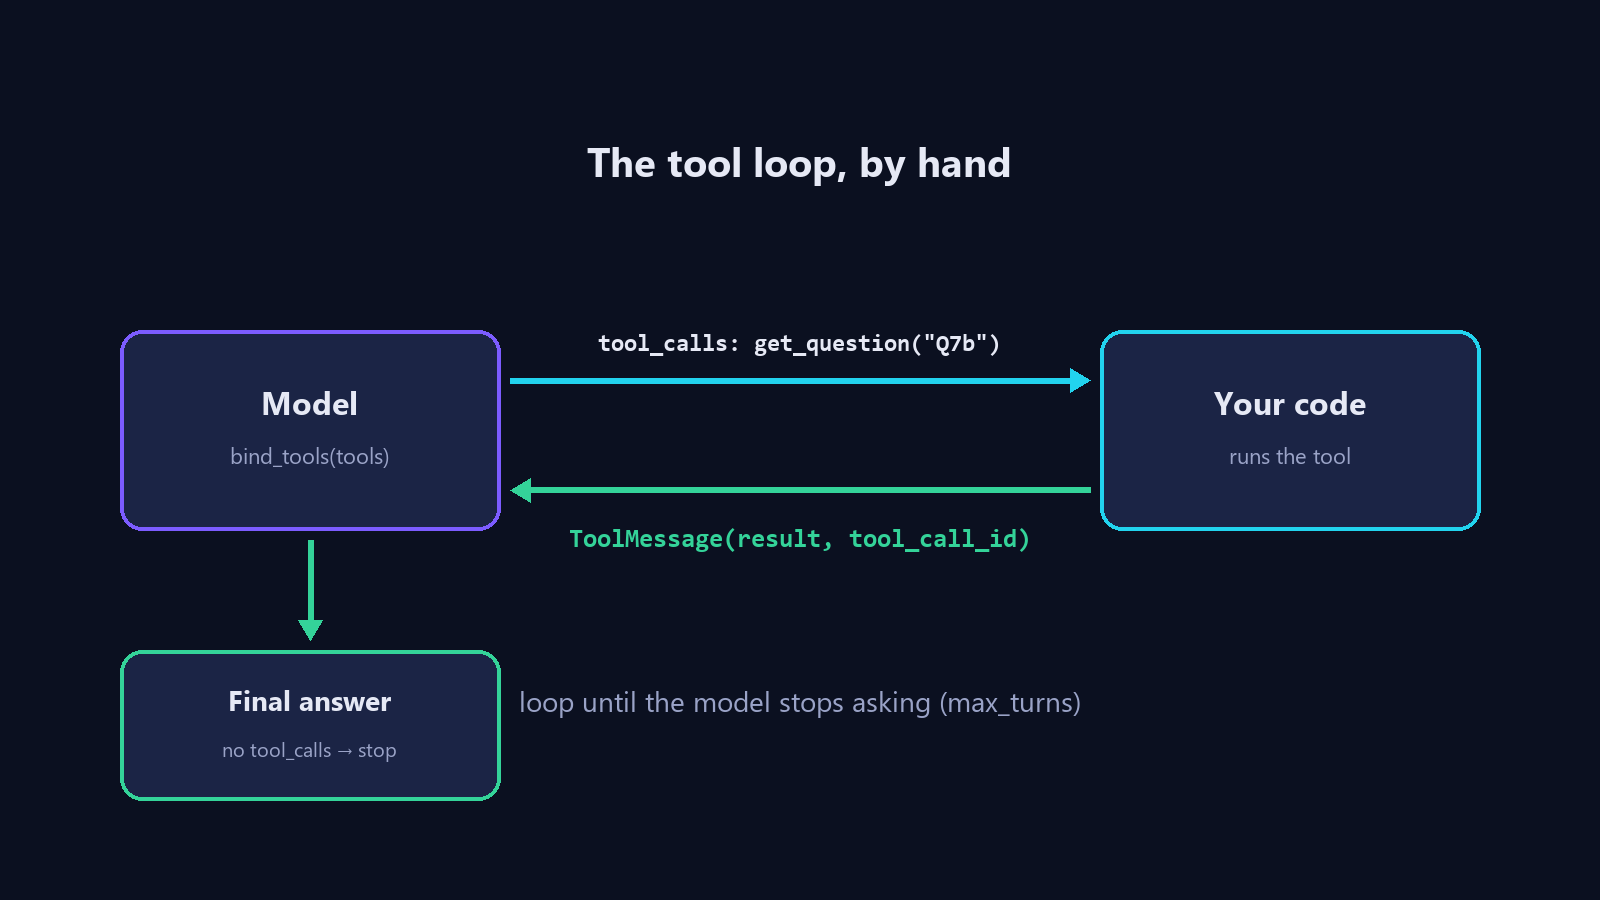 The tool loop, by hand
tool_calls: get_question("Q7b")
Model
bind_tools(tools)
Your code
runs the tool
ToolMessage(result, tool_call_id)
Final answer
no tool_calls → stop
loop until the model stops asking (max_turns)